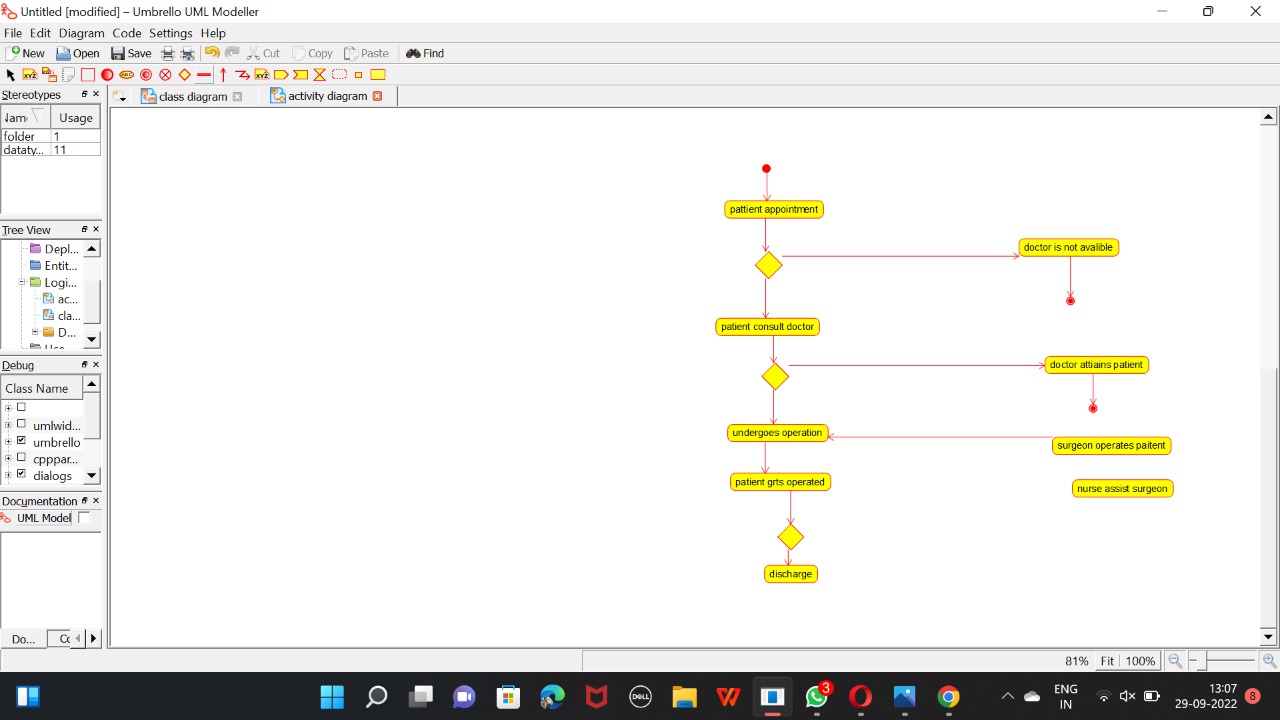 Untitled [modified] – Umbrello UML Modeller
File Edit Diagram Code Settings Help
New Open Save Cut Copy Paste Find
Stereotypes
class diagram activity diagram
Usage
folder 1
dataty... 11
Tree View
Depl...
Entit...
Logi...
ac...
cla...
D...
Debug
Class Name
umlwid...
umbrello
cpppar...
dialogs
Documentation
UML Model
Do...
pattient appointment
doctor is not avalible
patient consult doctor
doctor attiains patient
undergoes operation
surgeon operates paitent
patient grts operated
nurse assist surgeon
discharge
81% Fit 100%
3
DELL
ENG
IN
13:07
29-09-2022
8